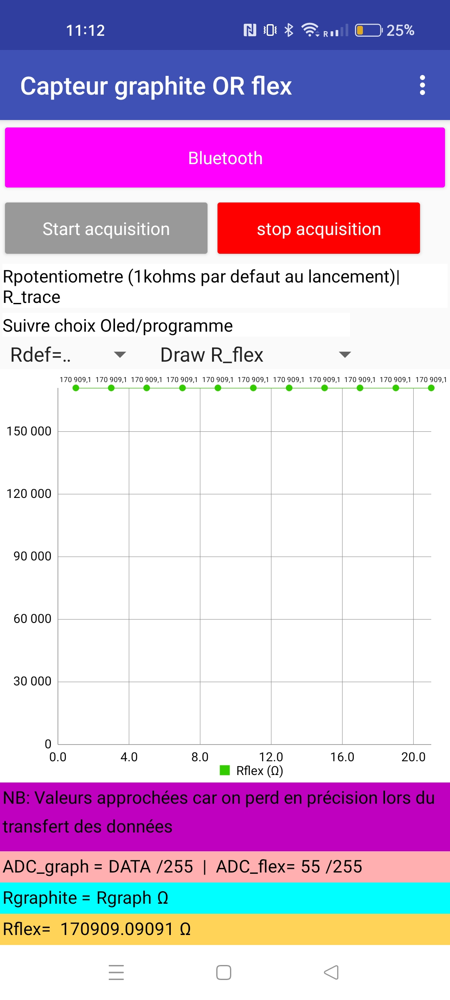 11:12 R 25%
Capteur graphite OR flex
Bluetooth
Start acquisition stop acquisition
Rpotentiometre (1kohms par defaut au lancement)|
R_trace
Suivre choix Oled/programme
Rdef=.. Draw R_flex
170 909,1 170 909,1 170 909,1 170 909,1 170 909,1 170 909,1 170 909,1 170 909,1 170 909,1 170 909,1 170 909,1
150 000
120 000
90 000
60 000
30 000
0
0.0 4.0 8.0 12.0 16.0 20.0
Rflex (Ω)
NB: Valeurs approchées car on perd en précision lors du
transfert des données
ADC_graph = DATA /255 | ADC_flex= 55 /255
Rgraphite = Rgraph Ω
Rflex= 170909.09091 Ω